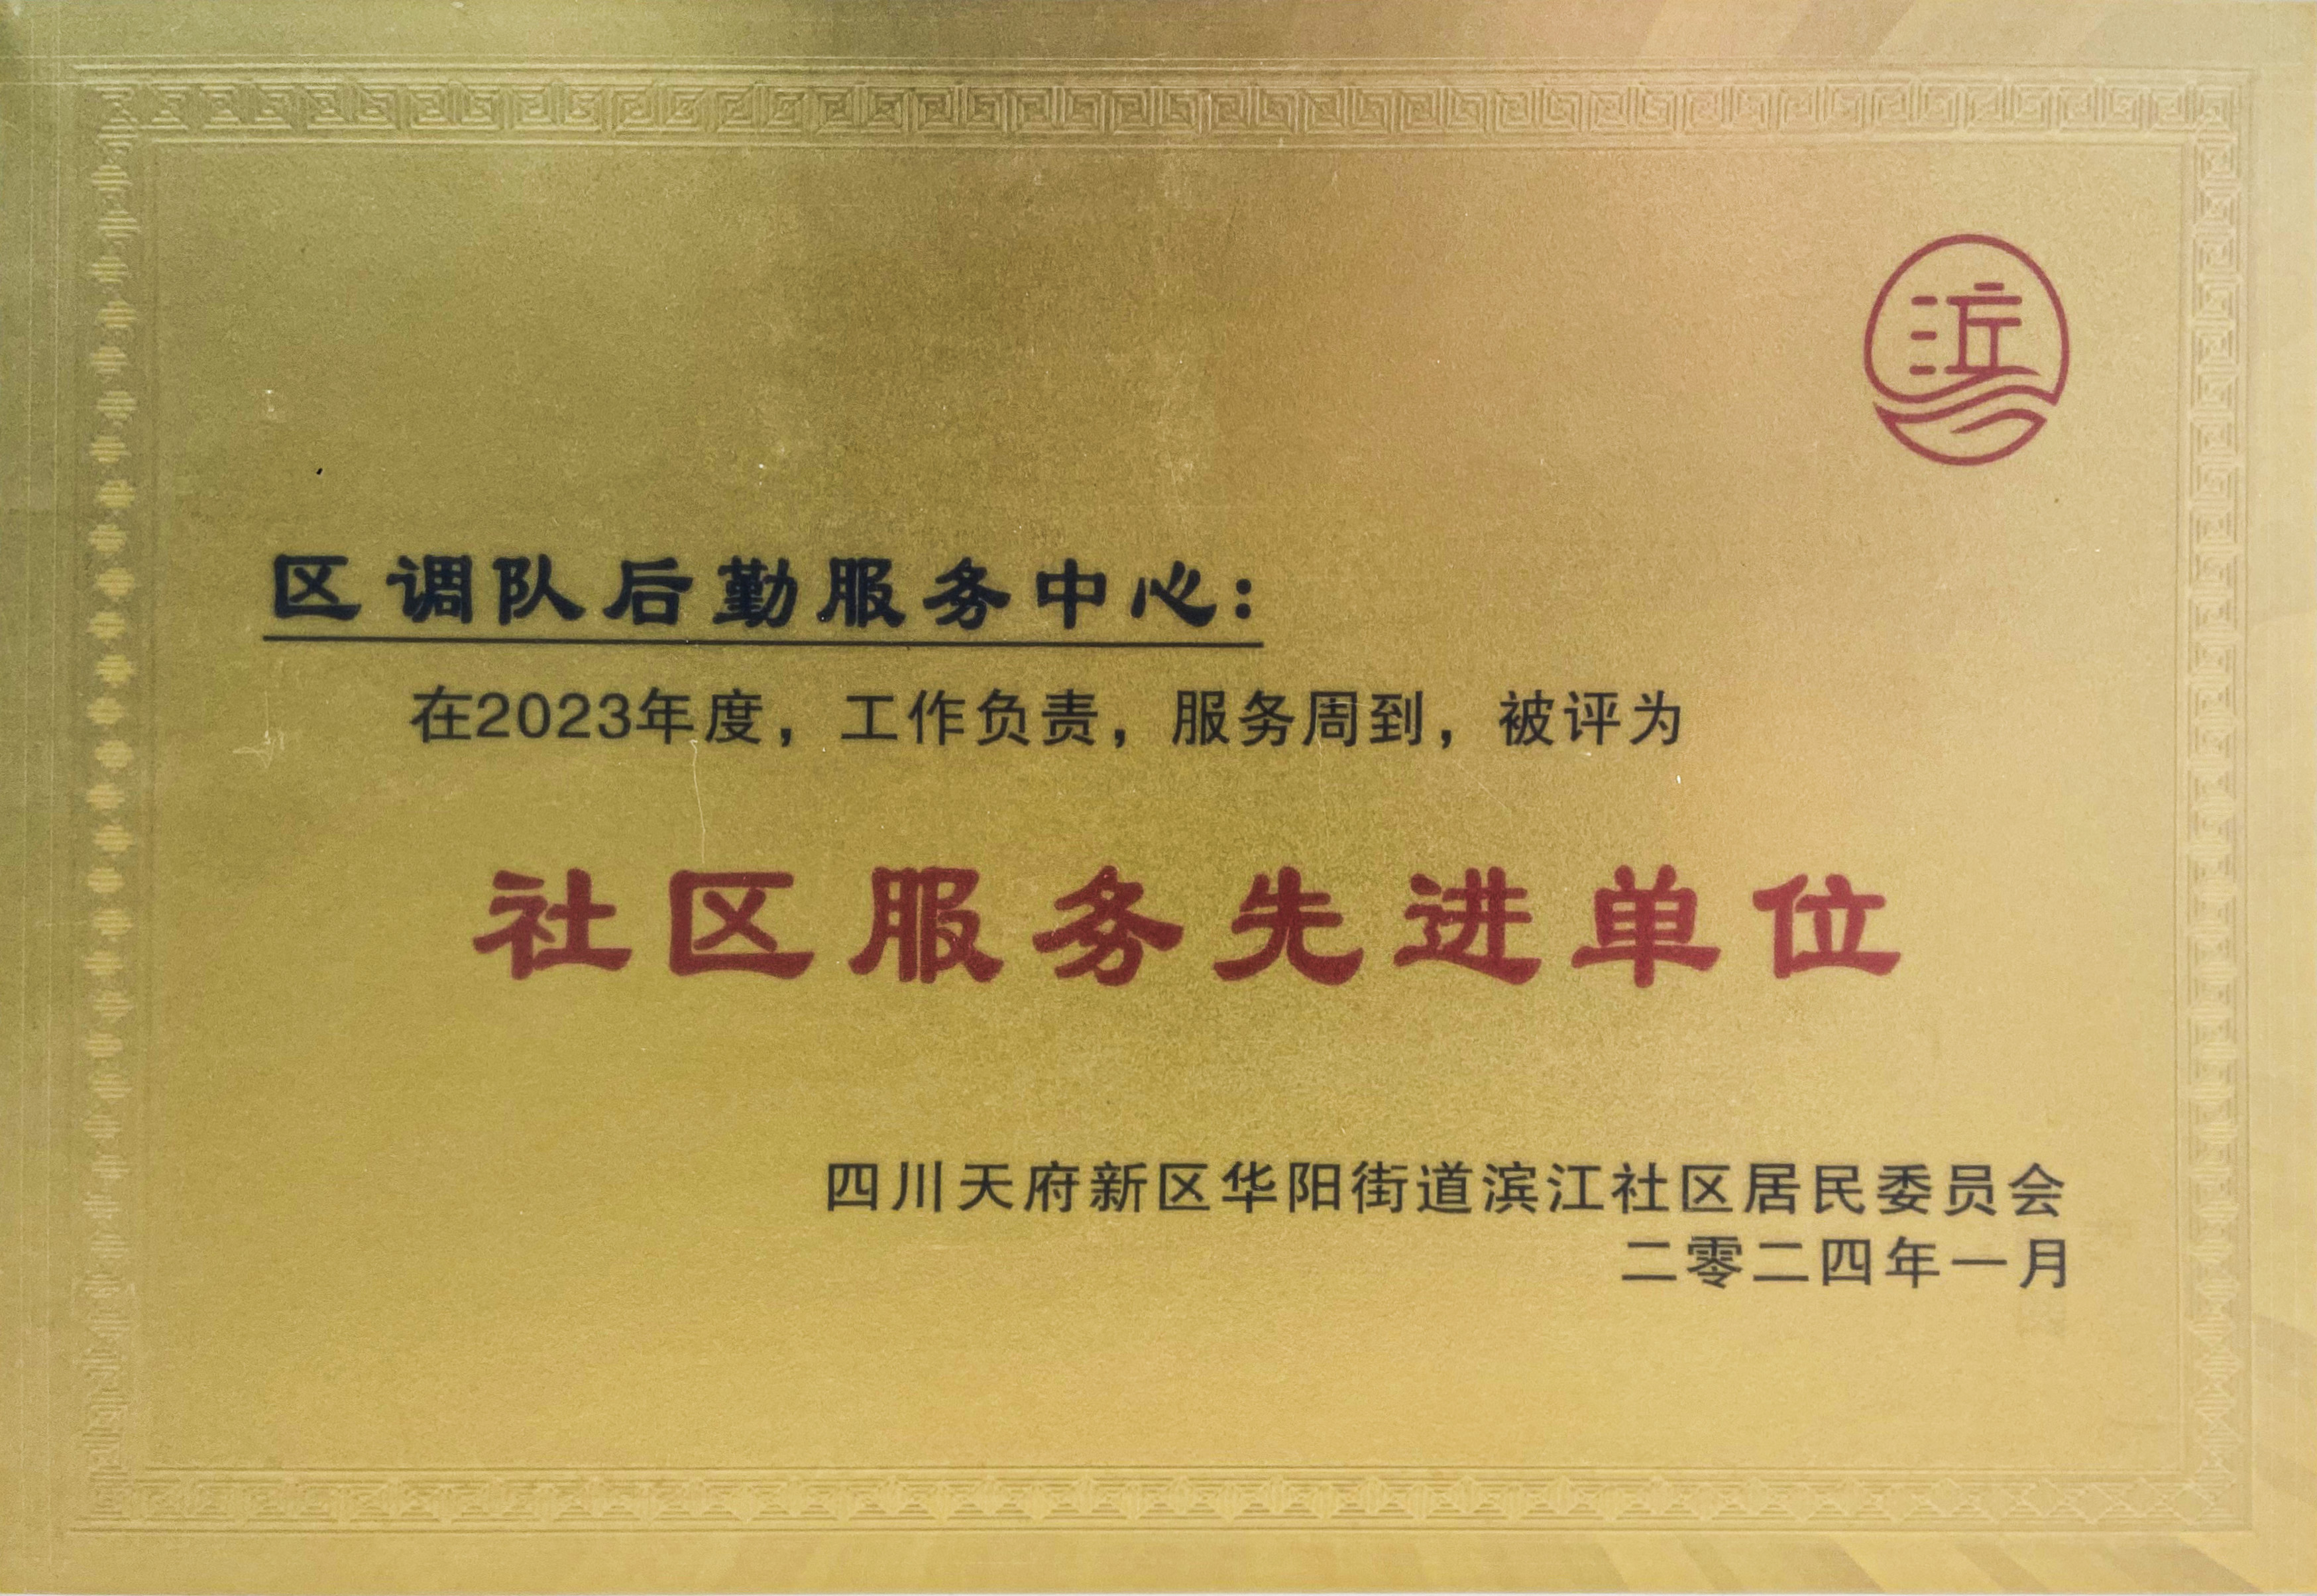 区调队后勤服务中心：
在2023年度，工作负责，服务周到，被评为
社区服务先进单位
四川天府新区华阳街道滨江社区居民委员会
二零二四年一月